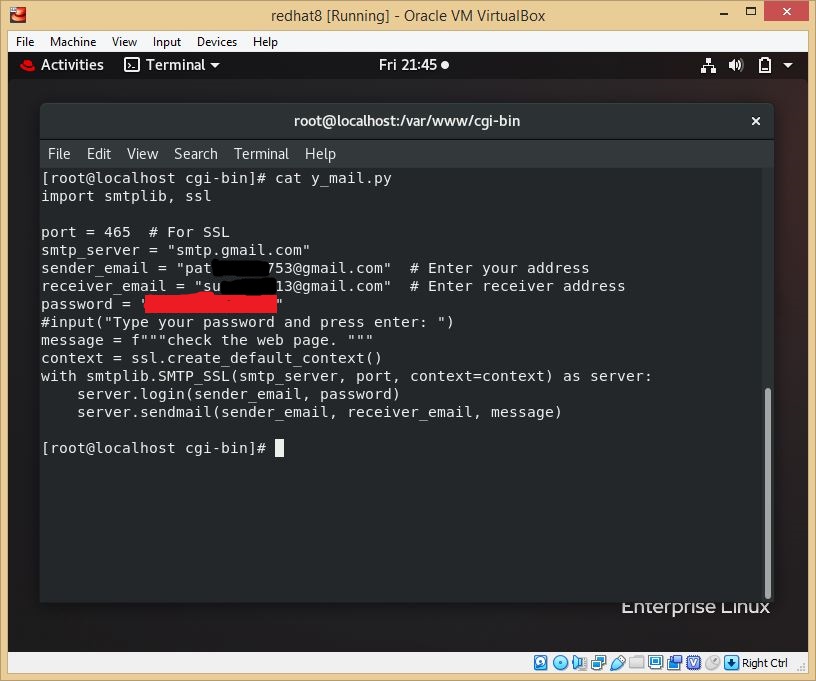 redhat8 [Running] - Oracle VM VirtualBox
File Machine View Input Devices Help
Activities Terminal Fri 21:45
root@localhost:/var/www/cgi-bin
File Edit View Search Terminal Help
[root@localhost cgi-bin]# cat y_mail.py
import smtplib, ssl
port = 465  # For SSL
smtp_server = "smtp.gmail.com"
sender_email = "pat 753@gmail.com"  # Enter your address
receiver_email = "su 13@gmail.com"  # Enter receiver address
password = " "
#input("Type your password and press enter: ")
message = f"""check the web page. """
context = ssl.create_default_context()
with smtplib.SMTP_SSL(smtp_server, port, context=context) as server:
    server.login(sender_email, password)
    server.sendmail(sender_email, receiver_email, message)
[root@localhost cgi-bin]#
Enterprise Linux
Right Ctrl